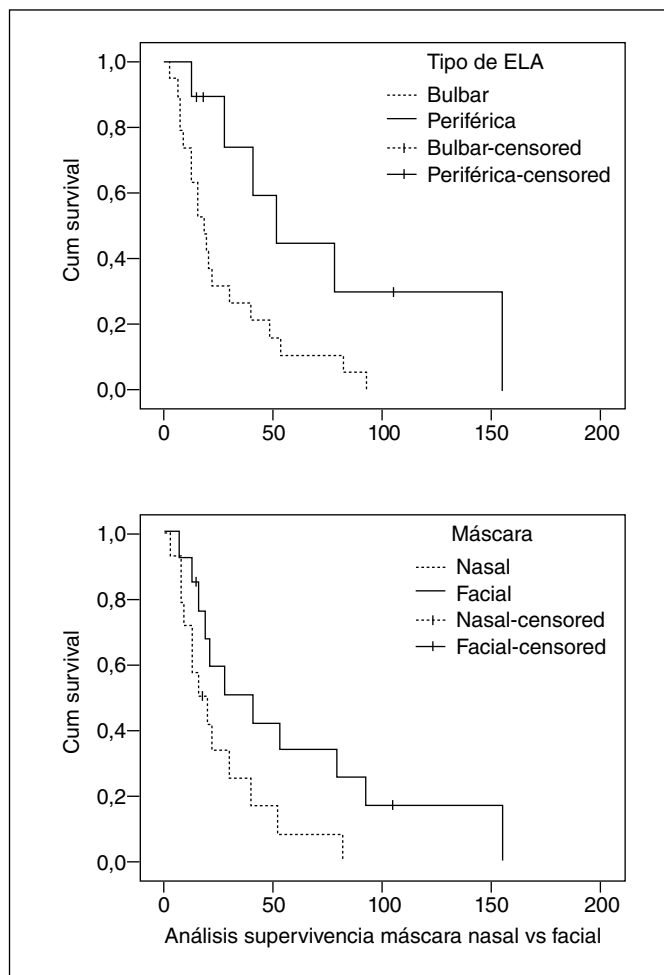 Tipo de ELA
Bulbar
Periférica
Bulbar-censored
Periférica-censored
Cum survival
1,0
0,8
0,6
0,4
0,2
0,0
0 50 100 150 200
Máscara
Nasal
Facial
Nasal-censored
Facial-censored
Cum survival
1,0
0,8
0,6
0,4
0,2
0,0
0 50 100 150 200
Análisis supervivencia máscara nasal vs facial